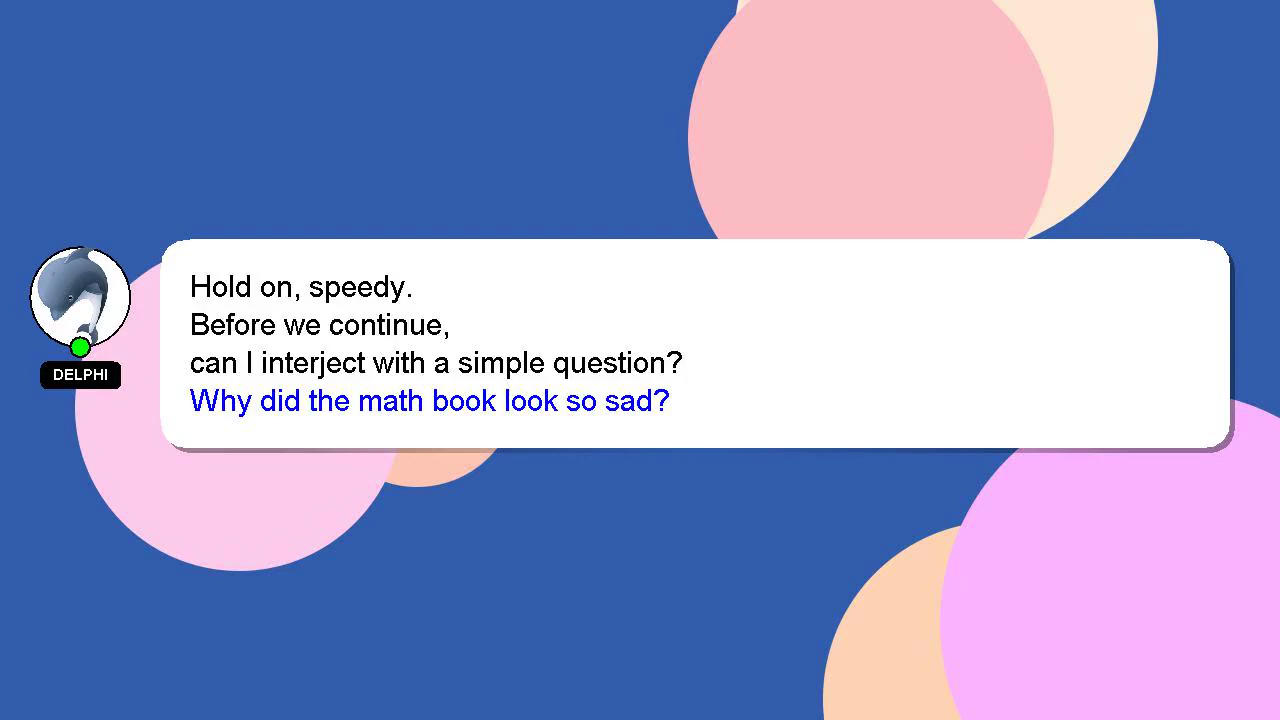 Hold on, speedy.
Before we continue,
can I interject with a simple question?
Why did the math book look so sad?
DELPHI